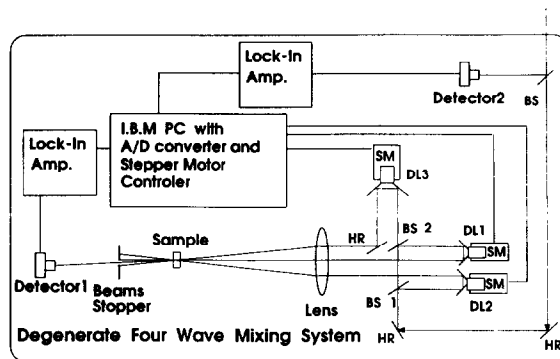 Lock-In
Amp.
Detector2
BS
Lock-In
Amp.
I.B.M PC with
A/D converter and
Stepper Motor
Controler
SM
DL3
HR
BS 2
DL1
SM
Sample
Detector1
Beams
Stopper
Lens
BS 1
SM
DL2
HR
HR
Degenerate Four Wave Mixing System